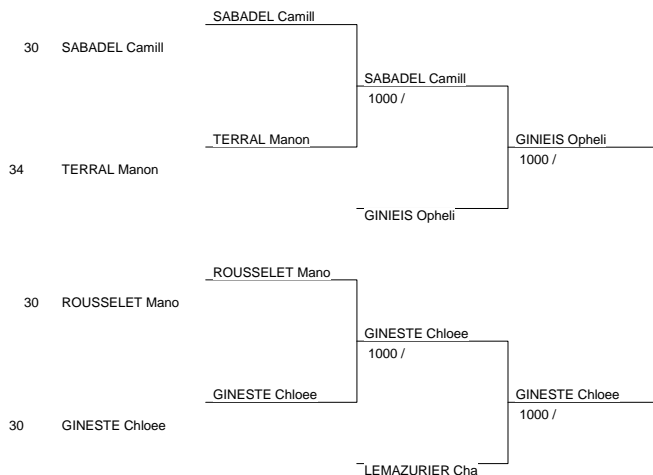 SABADEL Camill
30 SABADEL Camill
SABADEL Camill
1000 /
TERRAL Manon
GINIEIS Opheli
1000 /
34 TERRAL Manon
GINIEIS Opheli
ROUSSELET Mano
30 ROUSSELET Mano
GINESTE Chloee
1000 /
GINESTE Chloee
GINESTE Chloee
1000 /
30 GINESTE Chloee
LEMAZURIER Cha